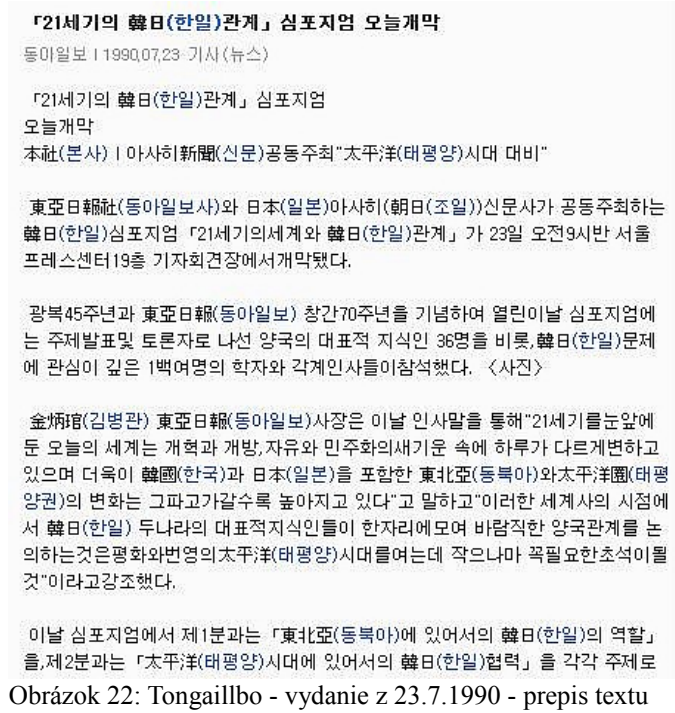 「21세기의 韓日(한일)관계」 심포지엄 오늘개막
동아일보 | 1990.07.23 기사(뉴스)
「21세기의 韓日(한일)관계」 심포지엄
오늘개막
本社(본사)ㅣ아사히新聞(신문)공동주최"太平洋(태평양)시대 대비"
東亞日報社(동아일보사)와 日本(일본)아사히(朝日(조일))신문사가 공동주최하는
韓日(한일)심포지엄 「21세기의세계와 韓日(한일)관계」가 23일 오전9시반 서울
프레스센터19층 기자회견장에서개막됐다.
광복45주년과 東亞日報(동아일보) 창간70주년을 기념하여 열린이날 심포지엄에
는 주제발표및 토론자로 나선 양국의 대표적 지식인 36명을 비롯,韓日(한일)문제
에 관심이 깊은 1백여명의 학자와 각계인사들이참석했다. 〈사진〉
金炳琯(김병관) 東亞日報(동아일보)사장은 이날 인사말을 통해"21세기를눈앞에
둔 오늘의 세계는 개혁과 개방,자유와 민주화의새기운 속에 하루가 다르게변하고
있으며 더욱이 韓國(한국)과 日本(일본)을 포함한 東北亞(동북아)와太平洋圈(태평
양권)의 변화는 그파고가갈수록 높아지고 있다"고 말하고"이러한 세계사의 시점에
서 韓日(한일) 두나라의 대표적지식인들이 한자리에모여 바람직한 양국관계를 논
의하는것은평화와번영의太平洋(태평양)시대를여는데 작으나마 꼭필요한초석이될
것"이라고강조했다.
이날 심포지엄에서 제1분과는 「東北亞(동북아)에 있어서의 韓日(한일)의 역할」
을,제2분과는 「太平洋(태평양)시대에 있어서의 韓日(한일)협력」을 각각 주제로
Obrázok 22: Tongaillbo - vydanie z 23.7.1990 - prepis textu